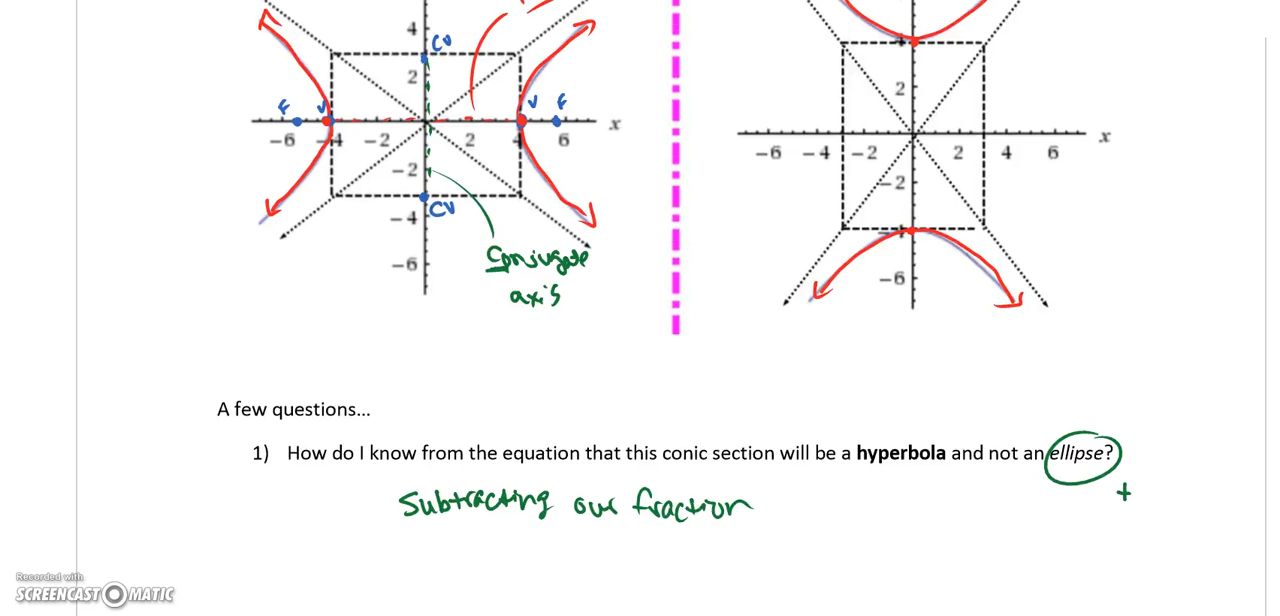 4
4
CV
2
2
F V V F
-6 -4 -2 2 4 6 x
-6 -4 -2 2 4 6 x
-2
-2
-4 CV
-4
Conjugate
axis
-6
-6
A few questions...
1) How do I know from the equation that this conic section will be a hyperbola and not an ellipse?
Subtracting our fraction
+
Recorded with
SCREENCAST O MATIC